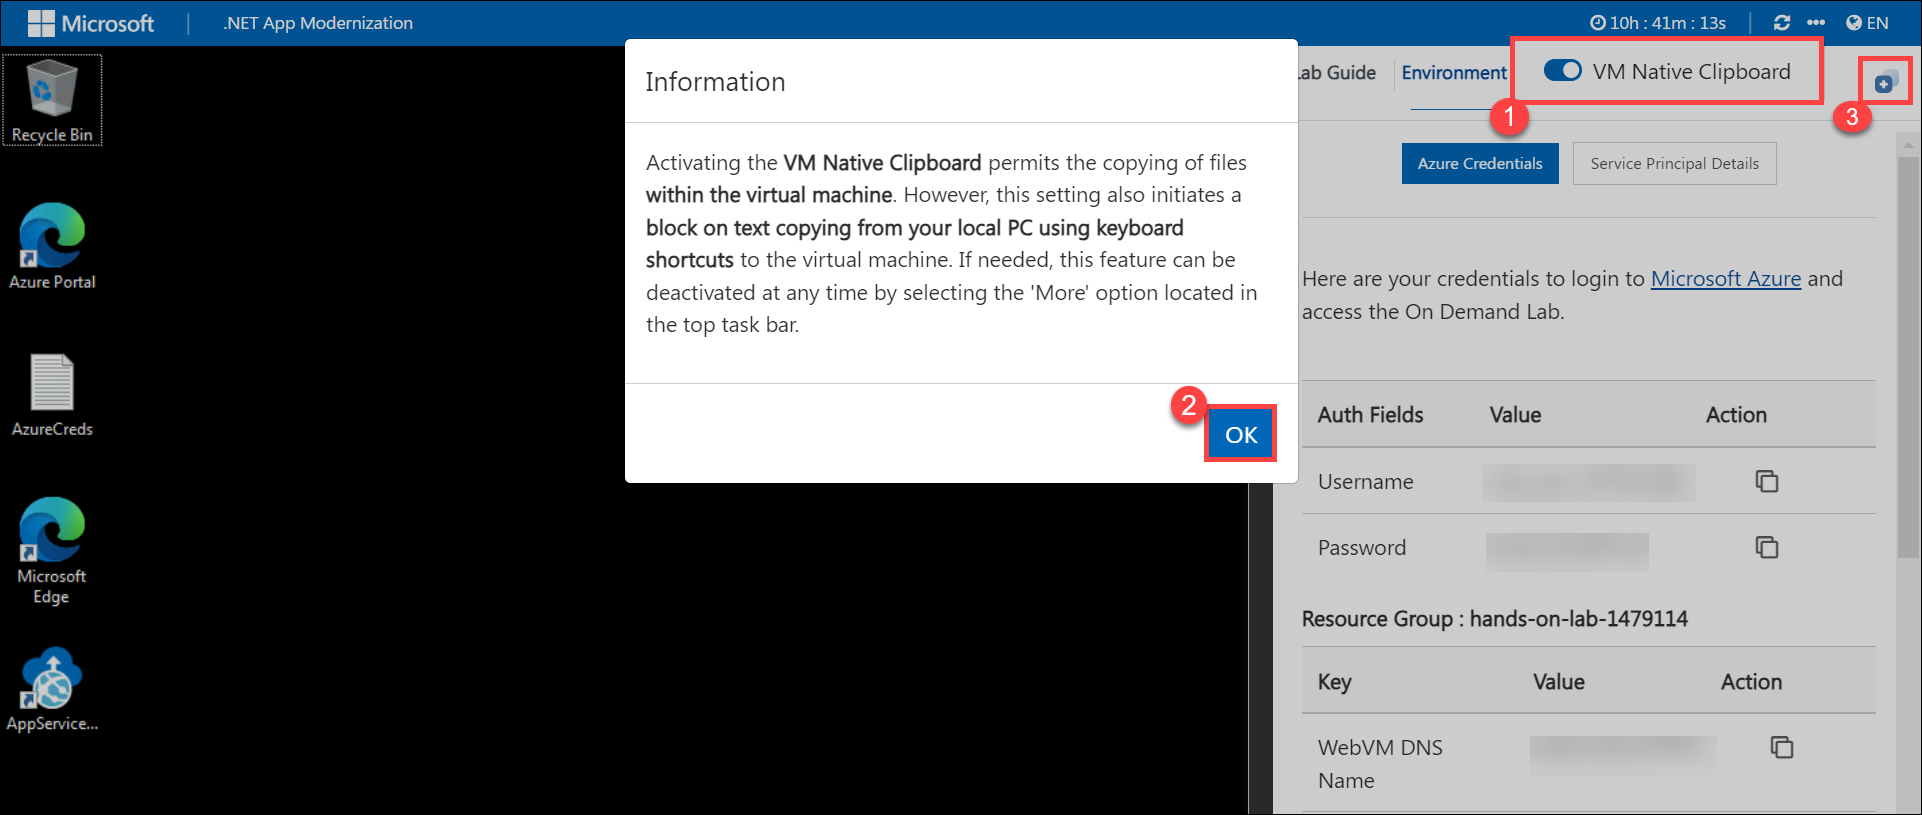 Microsoft
.NET App Modernization
10h : 41m : 13s
EN
Recycle Bin
Azure Portal
AzureCreds
Microsoft
Edge
AppService...
Information
Activating the VM Native Clipboard permits the copying of files
within the virtual machine. However, this setting also initiates a
block on text copying from your local PC using keyboard
shortcuts to the virtual machine. If needed, this feature can be
deactivated at any time by selecting the 'More' option located in
the top task bar.
2
OK
Lab Guide
Environment
VM Native Clipboard
1
3
Azure Credentials
Service Principal Details
Here are your credentials to login to Microsoft Azure and
access the On Demand Lab.
Auth Fields Value Action
Username
Password
Resource Group : hands-on-lab-1479114
Key Value Action
WebVM DNS
Name